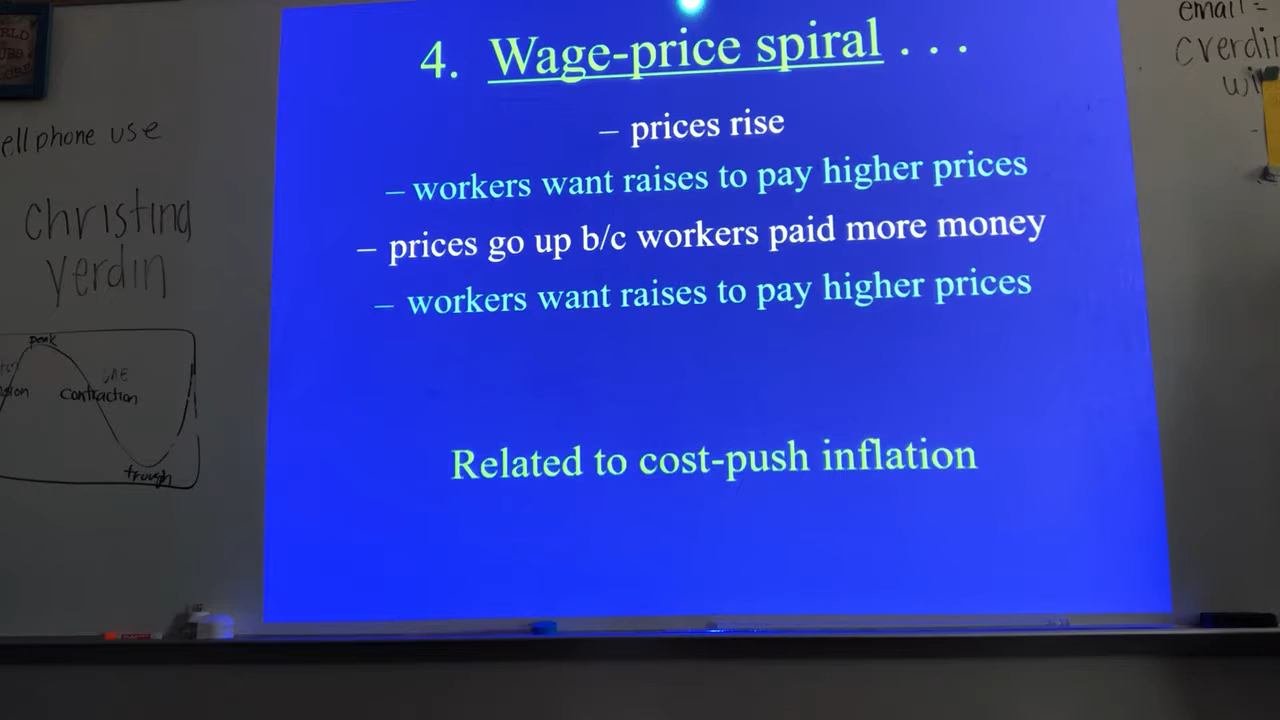 4. Wage-price spiral . . .
– prices rise
– workers want raises to pay higher prices
– prices go up b/c workers paid more money
– workers want raises to pay higher prices
Related to cost-push inflation
ellphone use
christina
verdin
peak
contraction
trough
email =
cverdin